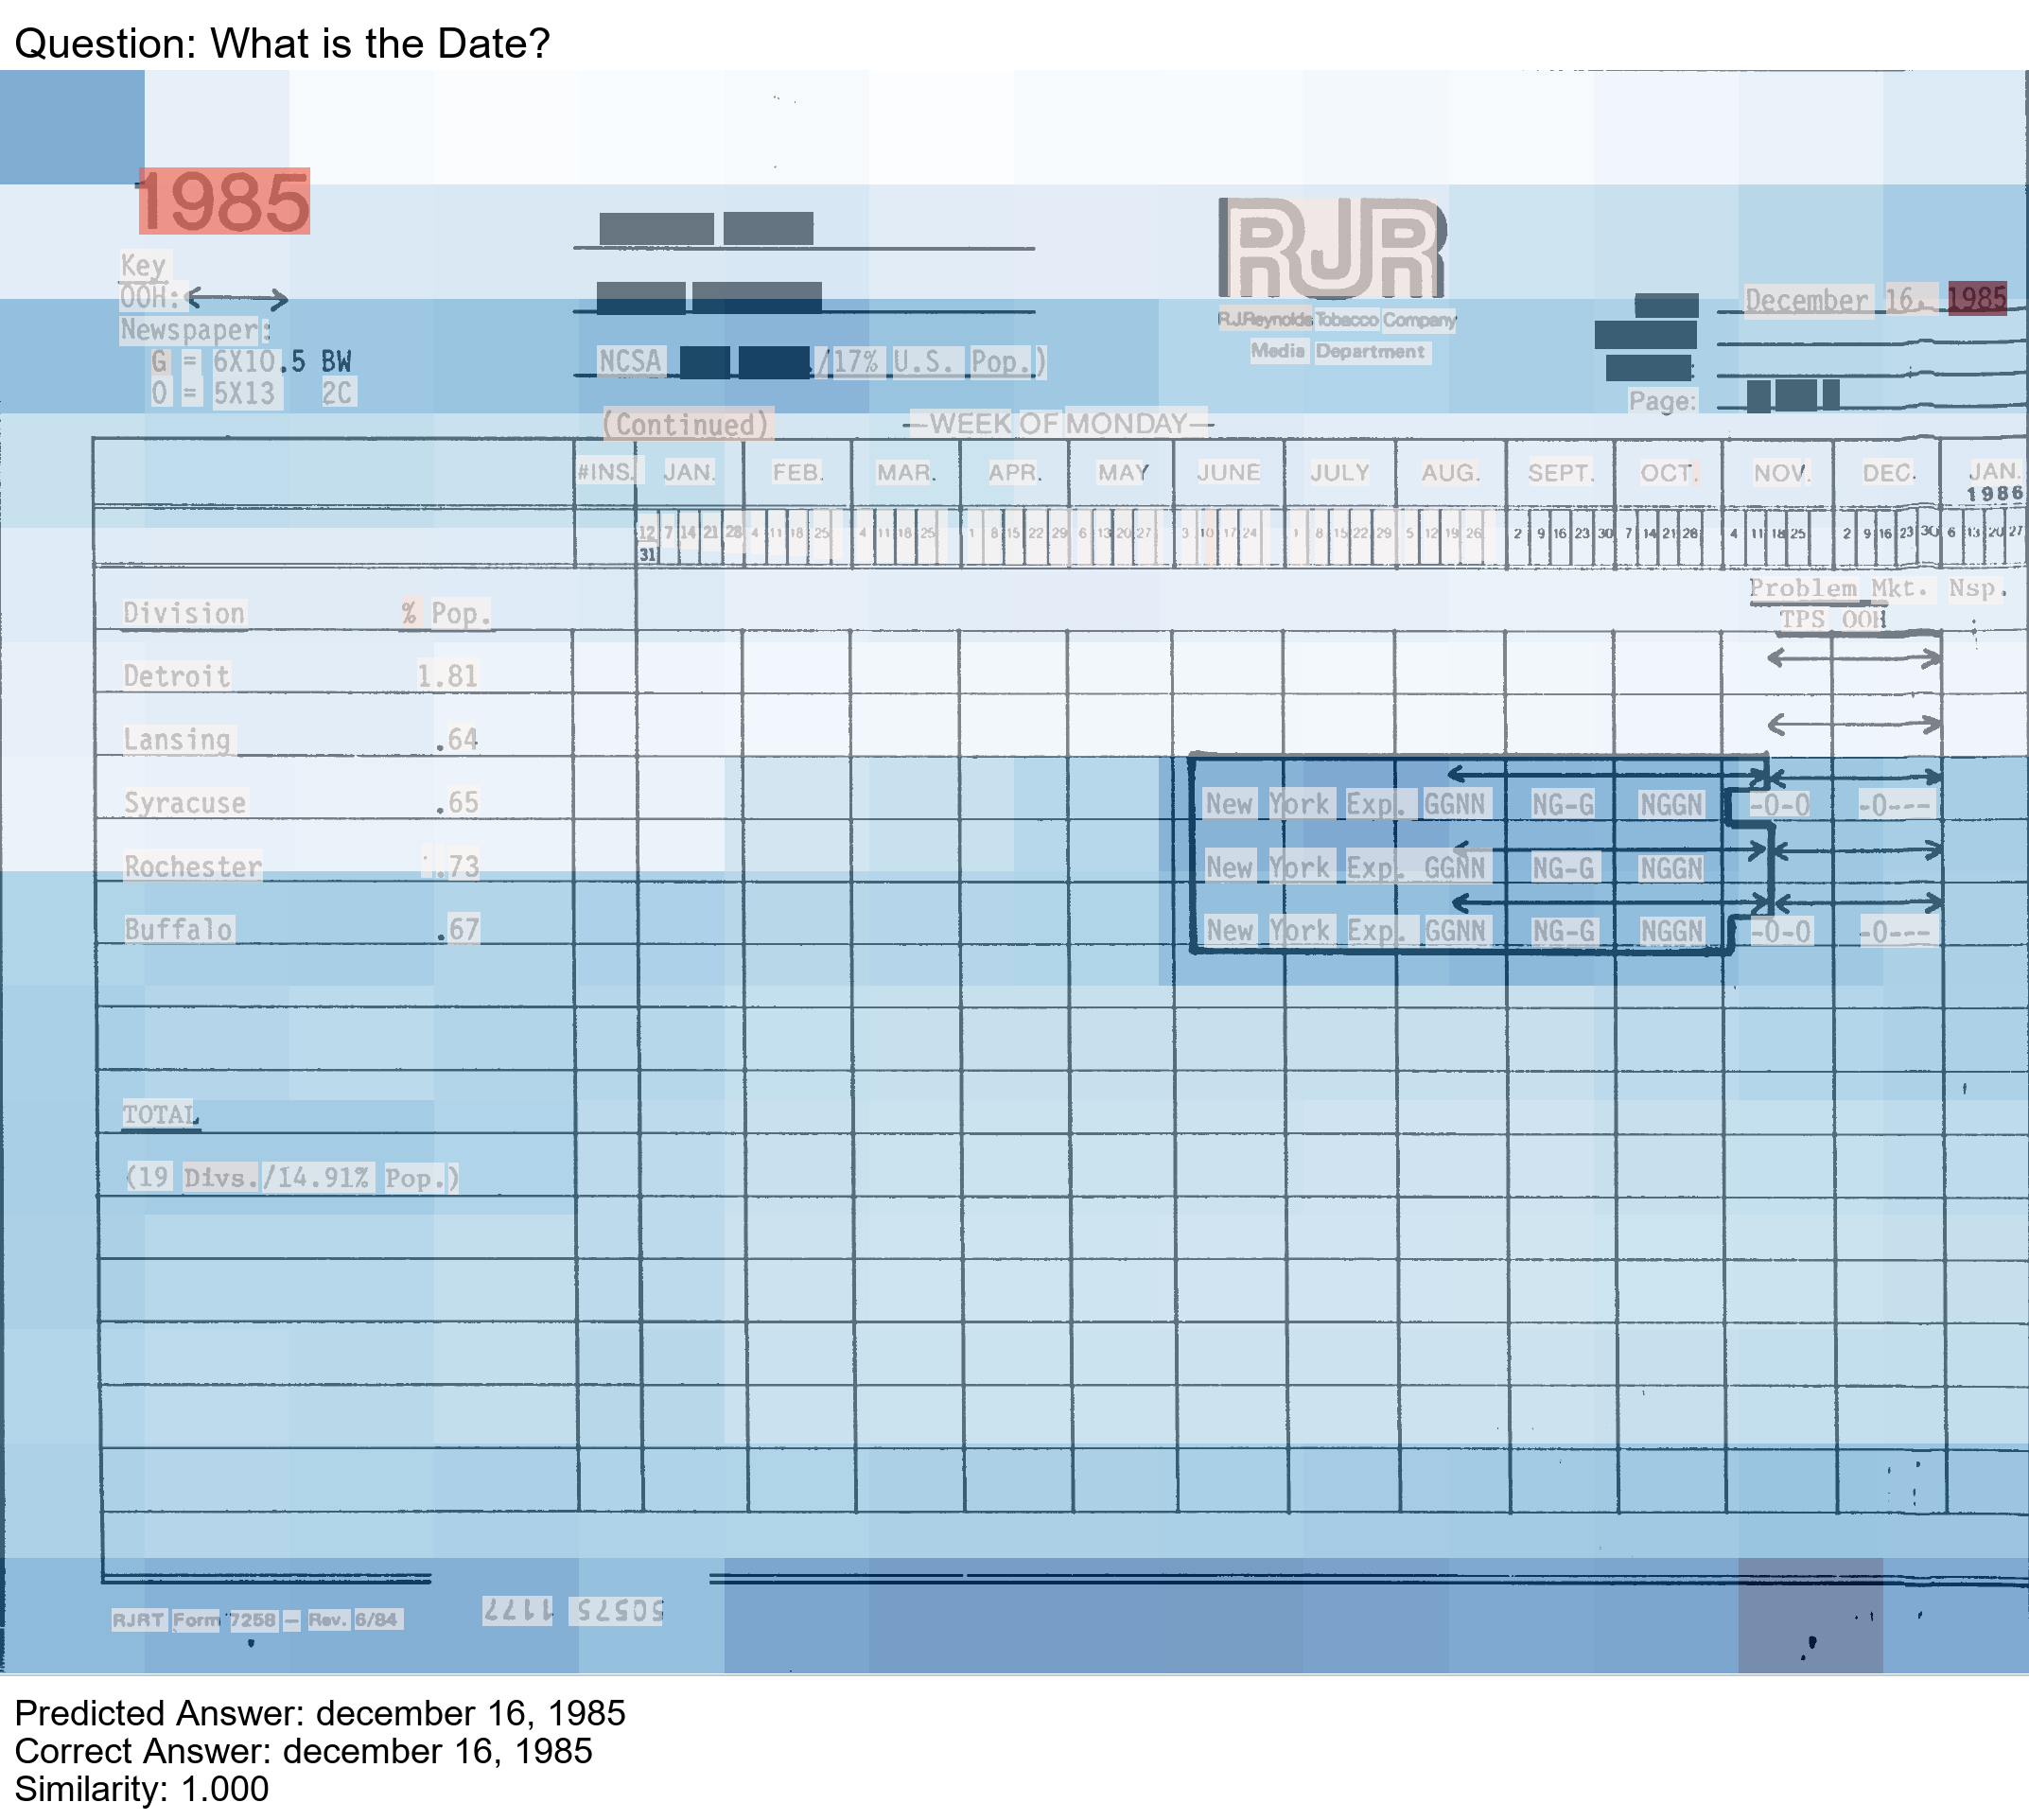 Question: What is the Date?
1985
Key
OOH:
Newspaper:
G = 6X10.5 BW
O = 5X13 2C
NCSA /17% U.S. Pop.)
(Continued)
RJR
R.J.Reynolds Tobacco Company
Media Department
December 16, 1985
Page:
—WEEK OF MONDAY—
#INS. JAN. FEB. MAR. APR. MAY JUNE JULY AUG. SEPT. OCT. NOV. DEC. JAN.
1986
12 7 14 21 28 4 11 18 25 4 11 18 25 1 8 15 22 29 6 13 20 27 3 10 17 24 1 8 15 22 29 5 12 19 26 2 9 16 23 30 7 14 21 28 4 11 18 25 2 9 16 23 30 6 13 20 27
31
Problem Mkt. Nsp.
Division % Pop. TPS OOH
Detroit 1.81
Lansing .64
Syracuse .65 New York Exp. GGNN NG-G NGGN -0-0 -0---
Rochester .73 New York Exp. GGNN NG-G NGGN
Buffalo .67 New York Exp. GGNN NG-G NGGN -0-0 -0---
TOTAL
(19 Divs./14.91% Pop.)
RJRT Form 7258 — Rev. 6/84
50575 1177
Predicted Answer: december 16, 1985
Correct Answer: december 16, 1985
Similarity: 1.000